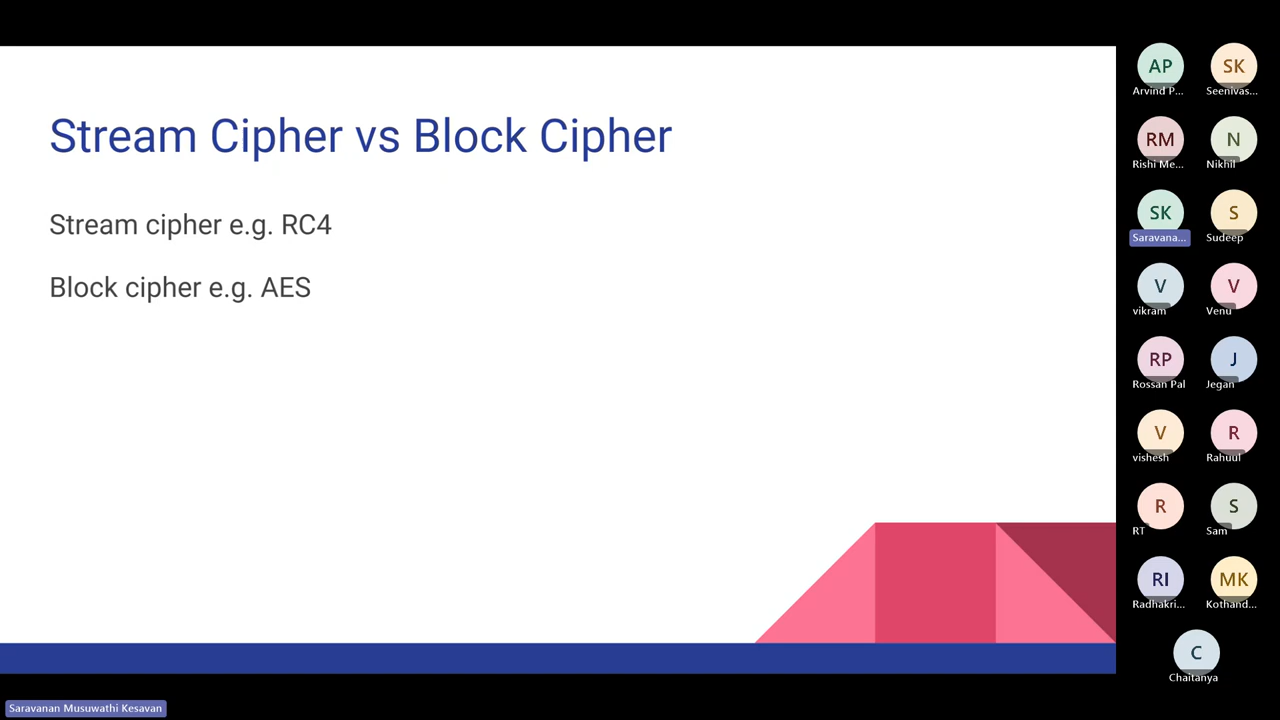 Stream Cipher vs Block Cipher
Stream cipher e.g. RC4
Block cipher e.g. AES
AP
Arvind P...
SK
Seenivas...
RM
Rishi Me...
N
Nikhil
SK
Saravana...
S
Sudeep
V
vikram
V
Venu
RP
Rossan Pal
J
Jegan
V
vishesh
R
Rahuul
R
RT
S
Sam
RI
Radhakri...
MK
Kothand...
C
Chaitanya
Saravanan Musuwathi Kesavan